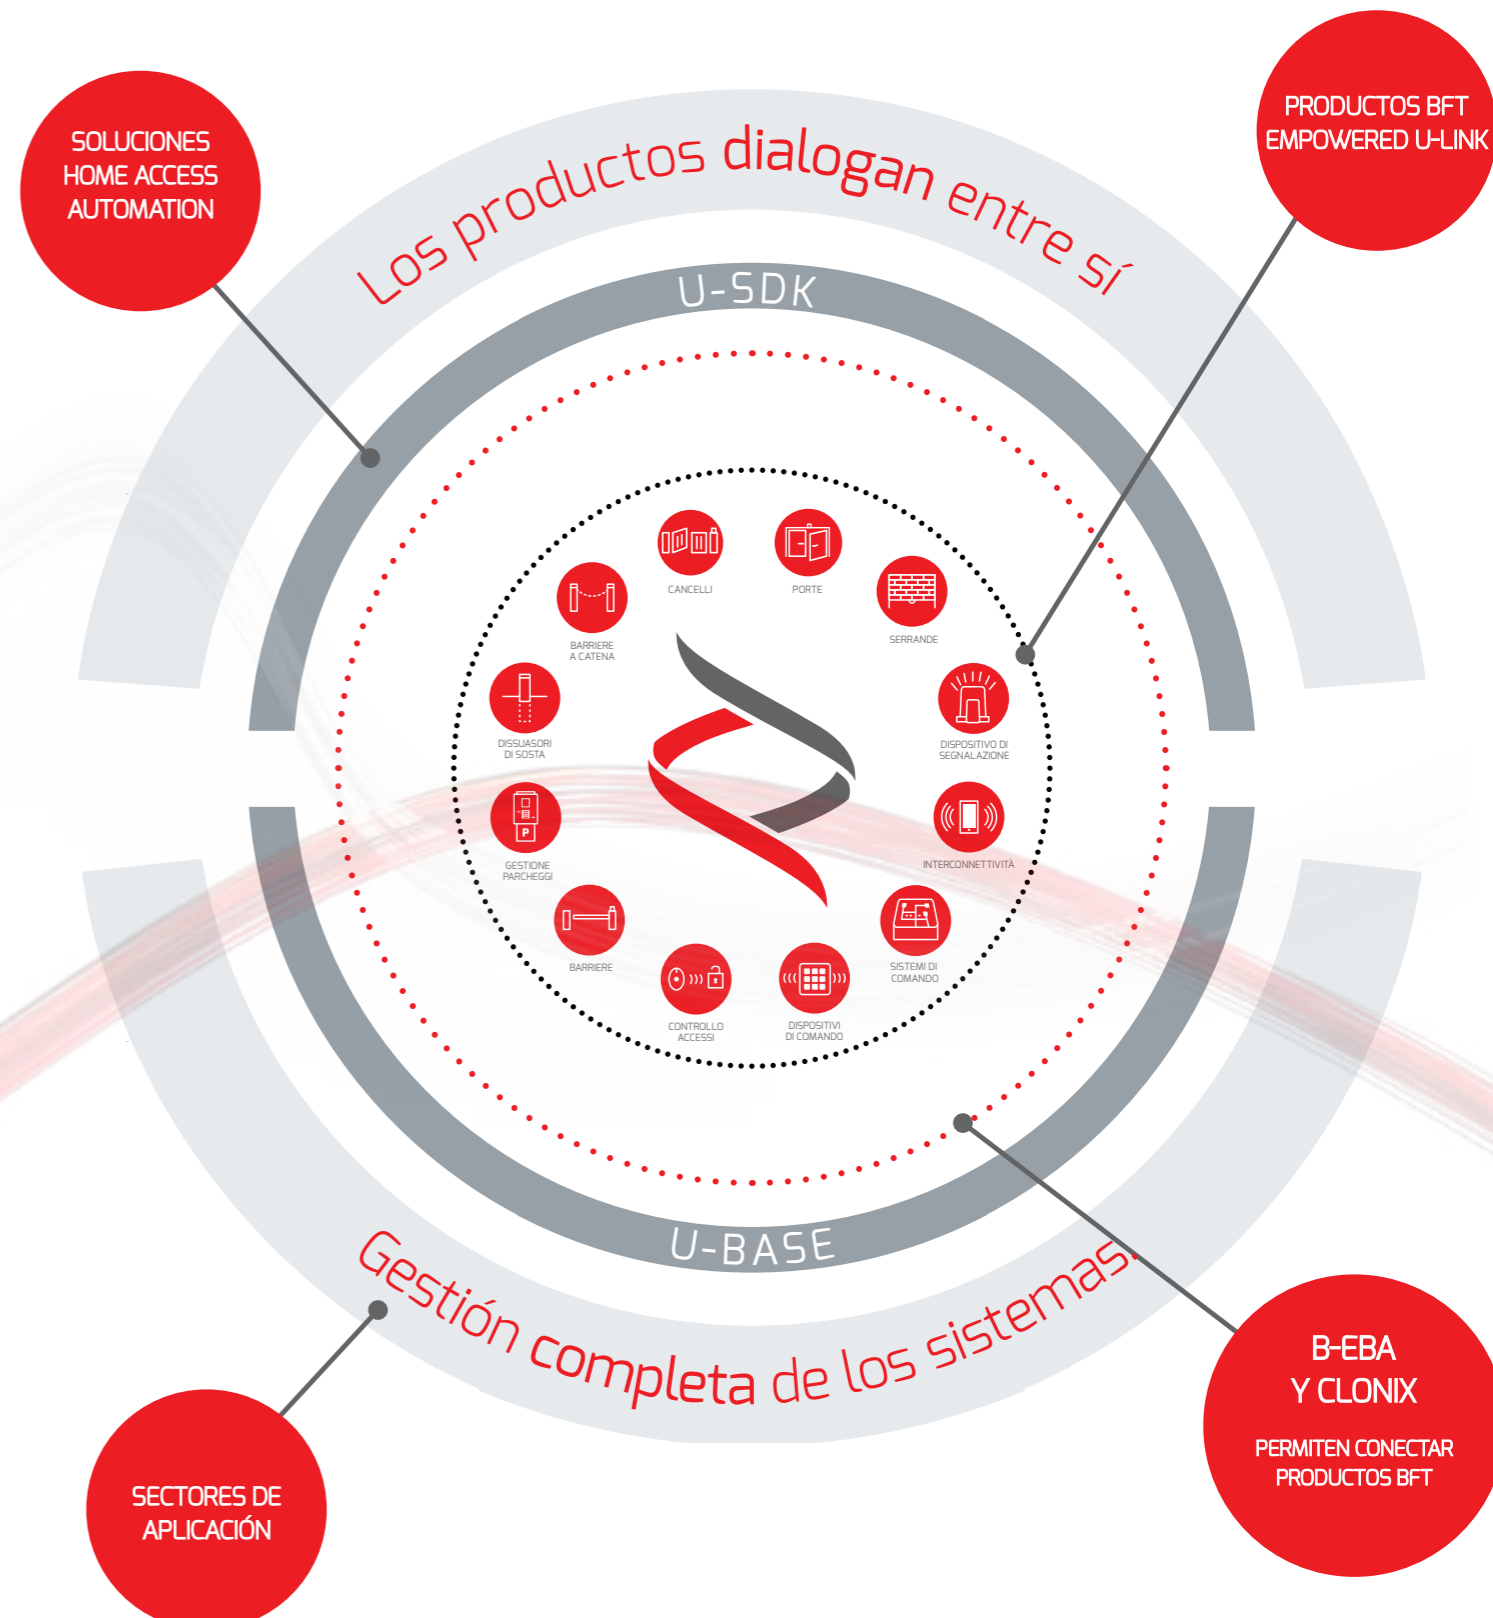 SOLUCIONES
HOME ACCESS
AUTOMATION
PRODUCTOS BFT
EMPOWERED U-LINK
Los productos dialogan entre sí
U-SDK
CANCELLI
PORTE
SERRANDE
BARRIERE
A CATENA
DISSUASORI
DI SOSTA
DISPOSITIVO DI
SEGNALAZIONE
P
GESTIONE
PARCHEGGI
INTERCONNETTIVITÀ
BARRIERE
SISTEMI DI
COMANDO
CONTROLLO
ACCESSI
DISPOSITIVI
DI COMANDO
U-BASE
Gestión completa de los sistemas.
SECTORES DE
APLICACIÓN
B-EBA
Y CLONIX
PERMITEN CONECTAR
PRODUCTOS BFT